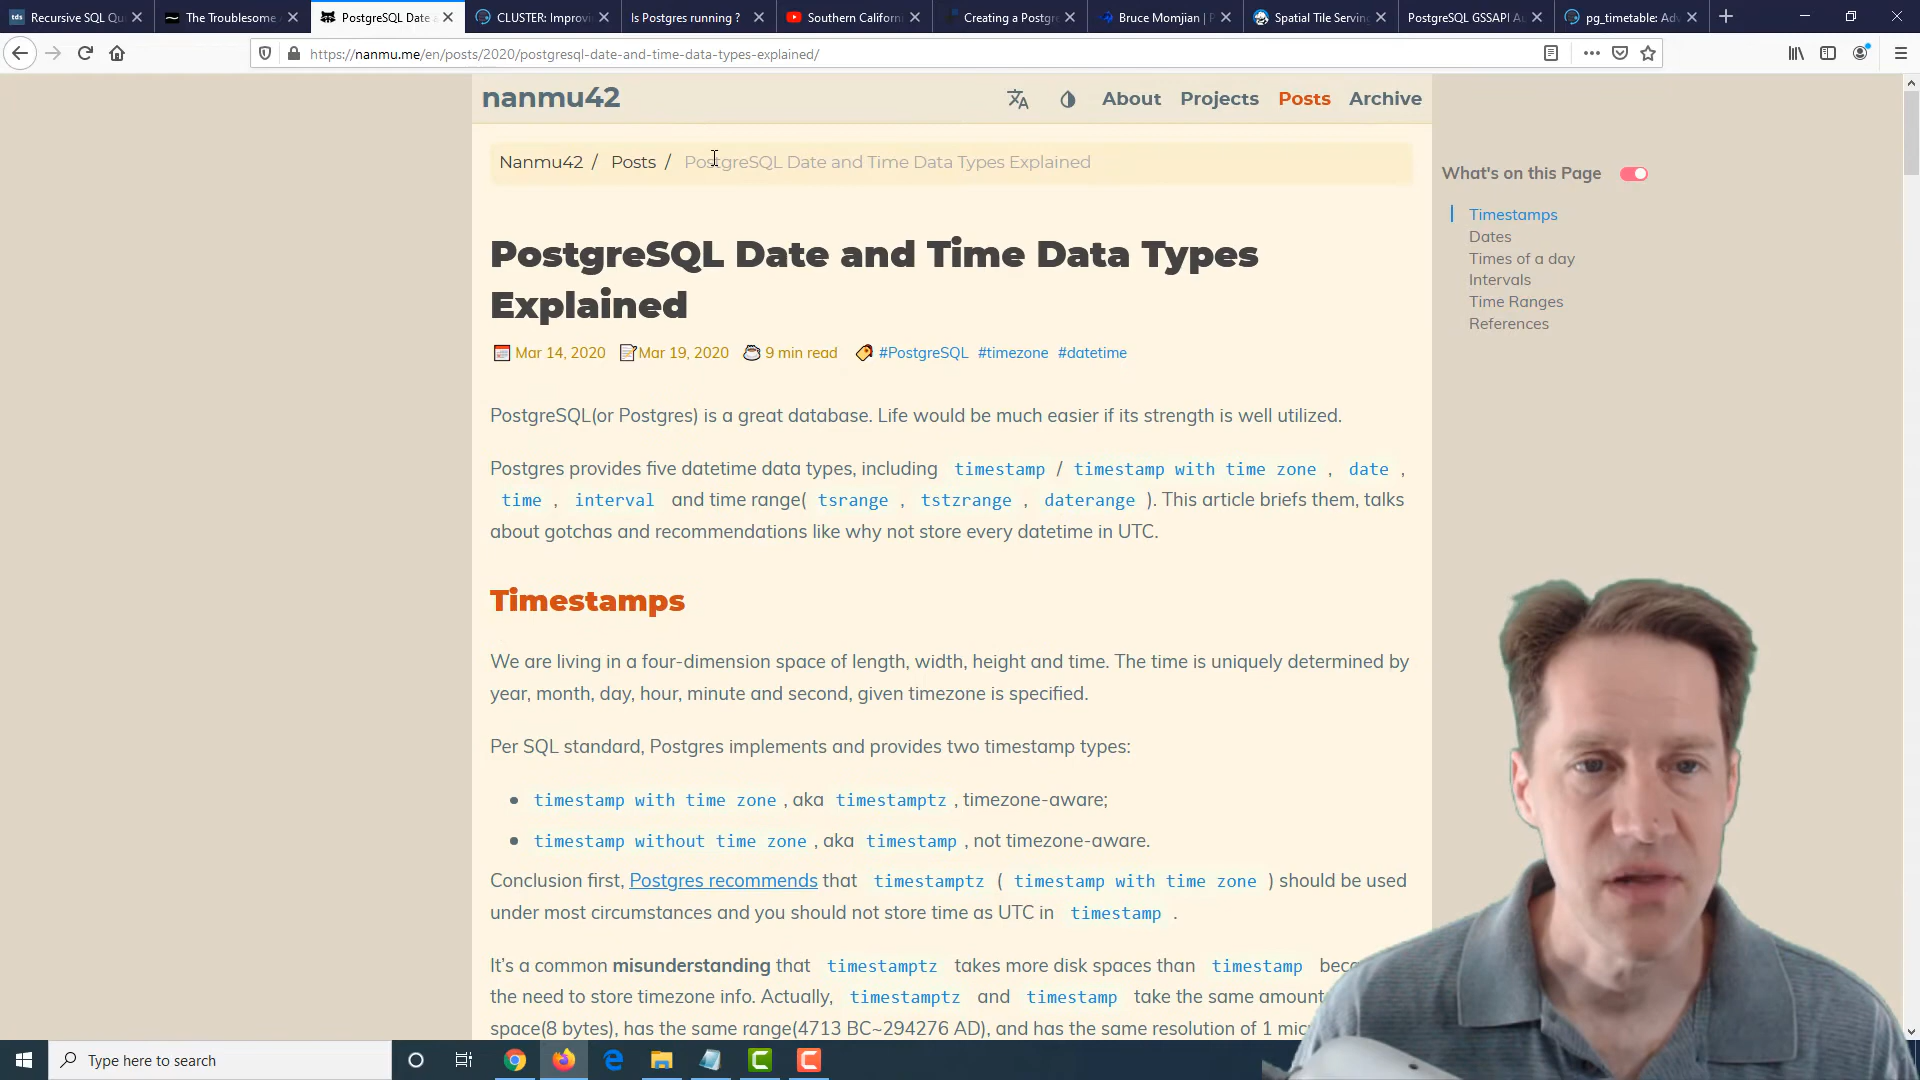 tds Recursive SQL Qu
The Troublesome
PostgreSQL Date a
CLUSTER: Improvi
Is Postgres running ?
Southern Californ
Creating a Postgr
Bruce Momjian | P
Spatial Tile Serving
PostgreSQL GSSAPI Au
pg_timetable: Adv
https://nanmu.me/en/posts/2020/postgresql-date-and-time-data-types-explained/
nanmu42
About Projects Posts Archive
Nanmu42 / Posts / PostgreSQL Date and Time Data Types Explained
What's on this Page
Timestamps
Dates
Times of a day
Intervals
Time Ranges
References
PostgreSQL Date and Time Data Types
Explained
Mar 14, 2020 Mar 19, 2020 9 min read #PostgreSQL #timezone #datetime
PostgreSQL(or Postgres) is a great database. Life would be much easier if its strength is well utilized.
Postgres provides five datetime data types, including timestamp / timestamp with time zone , date ,
time , interval and time range( tsrange , tstzrange , daterange ). This article briefs them, talks
about gotchas and recommendations like why not store every datetime in UTC.
Timestamps
We are living in a four-dimension space of length, width, height and time. The time is uniquely determined by
year, month, day, hour, minute and second, given timezone is specified.
Per SQL standard, Postgres implements and provides two timestamp types:
• timestamp with time zone , aka timestamptz , timezone-aware;
• timestamp without time zone , aka timestamp , not timezone-aware.
Conclusion first, Postgres recommends that timestamptz ( timestamp with time zone ) should be used
under most circumstances and you should not store time as UTC in timestamp .
It's a common misunderstanding that timestamptz takes more disk spaces than timestamp beca
the need to store timezone info. Actually, timestamptz and timestamp take the same amount
space(8 bytes), has the same range(4713 BC~294276 AD), and has the same resolution of 1 mic
Type here to search